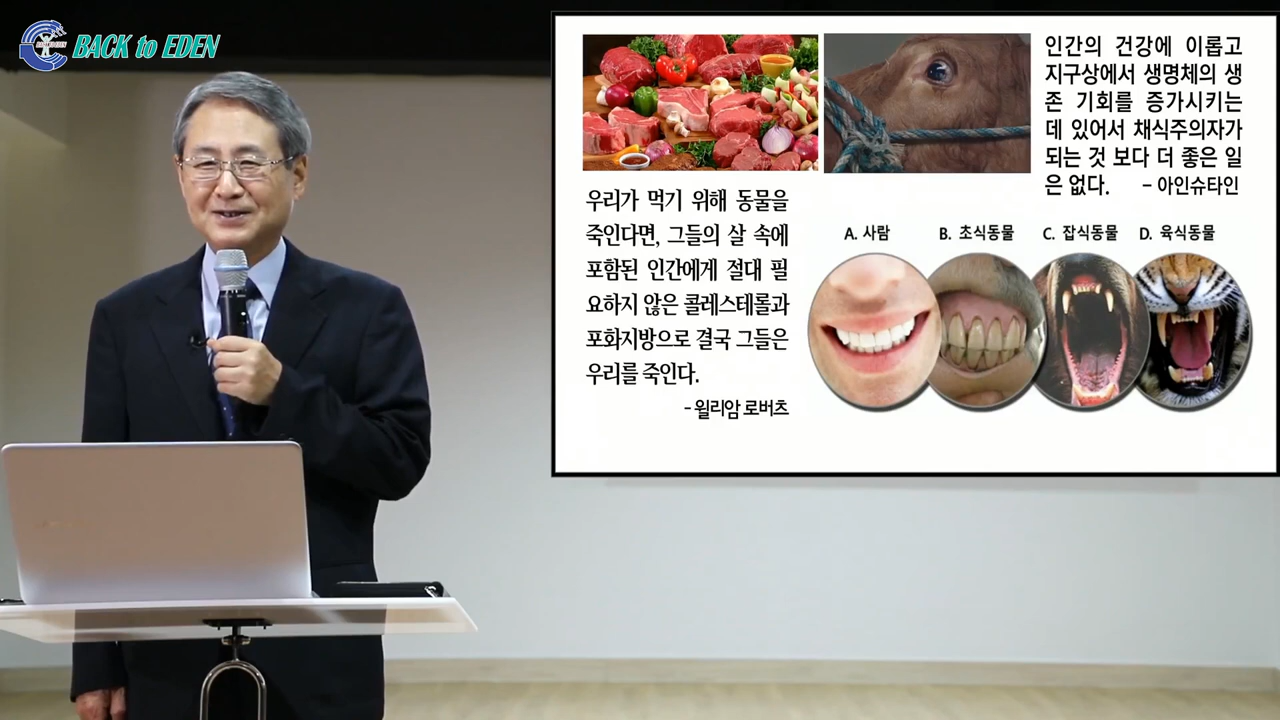 BACK to EDEN
인간의 건강에 이롭고
지구상에서 생명체의 생
존 기회를 증가시키는
데 있어서 채식주의자가
되는 것 보다 더 좋은 일
은 없다. - 아인슈타인
우리가 먹기 위해 동물을
죽인다면, 그들의 살 속에
포함된 인간에게 절대 필
요하지 않은 콜레스테롤과
포화지방으로 결국 그들은
우리를 죽인다.
- 윌리암 로버츠
A. 사람 B. 초식동물 C. 잡식동물 D. 육식동물